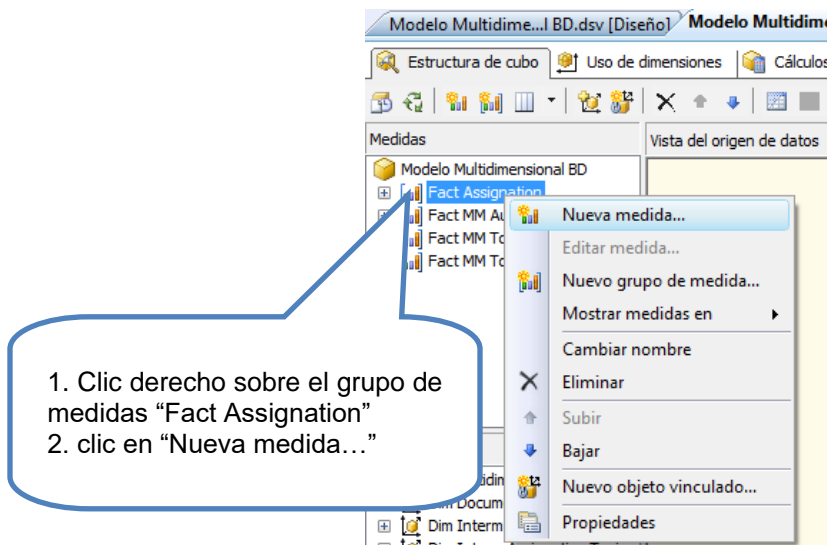 Modelo Multidime...l BD.dsv [Diseño] Modelo Multidime
Estructura de cubo Uso de dimensiones Cálculos
Medidas Vista del origen de datos
Modelo Multidimensional BD
Fact Assignation
Fact MM Au
Fact MM To
Fact MM To
Nueva medida...
Editar medida...
Nuevo grupo de medida...
Mostrar medidas en
Cambiar nombre
Eliminar
Subir
Bajar
Nuevo objeto vinculado...
Propiedades
1. Clic derecho sobre el grupo de
medidas “Fact Assignation”
2. clic en “Nueva medida…”
Dim Docum
Dim Interm